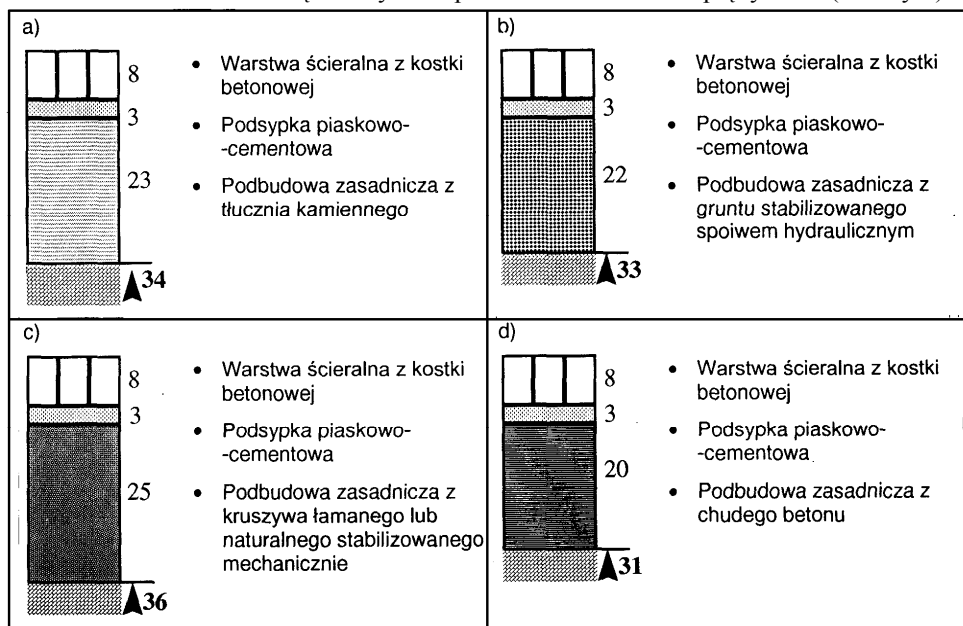 a)
8
3
23
34
• Warstwa ścieralna z kostki
betonowej
• Podsypka piaskowo-
-cementowa
• Podbudowa zasadnicza z
tłucznia kamiennego
b)
8
3
22
33
• Warstwa ścieralna z kostki
betonowej
• Podsypka piaskowo-
-cementowa
• Podbudowa zasadnicza z
gruntu stabilizowanego
spoiwem hydraulicznym
c)
8
3
25
36
• Warstwa ścieralna z kostki
betonowej
• Podsypka piaskowo-
-cementowa
• Podbudowa zasadnicza z
kruszywa łamanego lub
naturalnego stabilizowanego
mechanicznie
d)
8
3
20
31
• Warstwa ścieralna z kostki
betonowej
• Podsypka piaskowo-
-cementowa
• Podbudowa zasadnicza z
chudego betonu